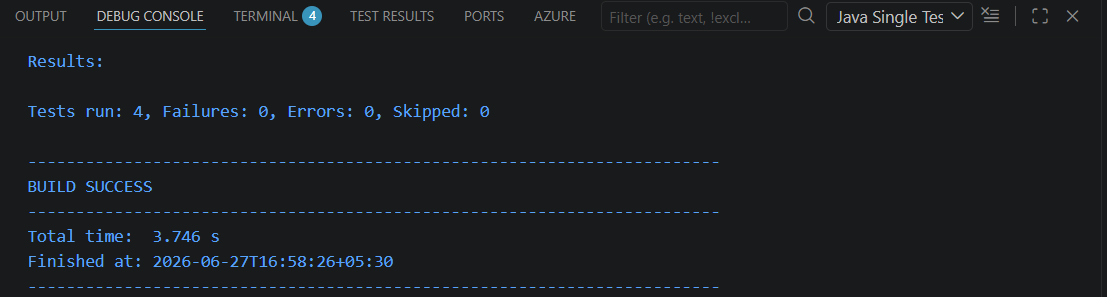 OUTPUT DEBUG CONSOLE TERMINAL 4 TEST RESULTS PORTS AZURE Filter (e.g. text, !excl... Java Single Tes
Results:
Tests run: 4, Failures: 0, Errors: 0, Skipped: 0
------------------------------------------------------------------------
BUILD SUCCESS
------------------------------------------------------------------------
Total time:  3.746 s
Finished at: 2026-06-27T16:58:26+05:30
------------------------------------------------------------------------